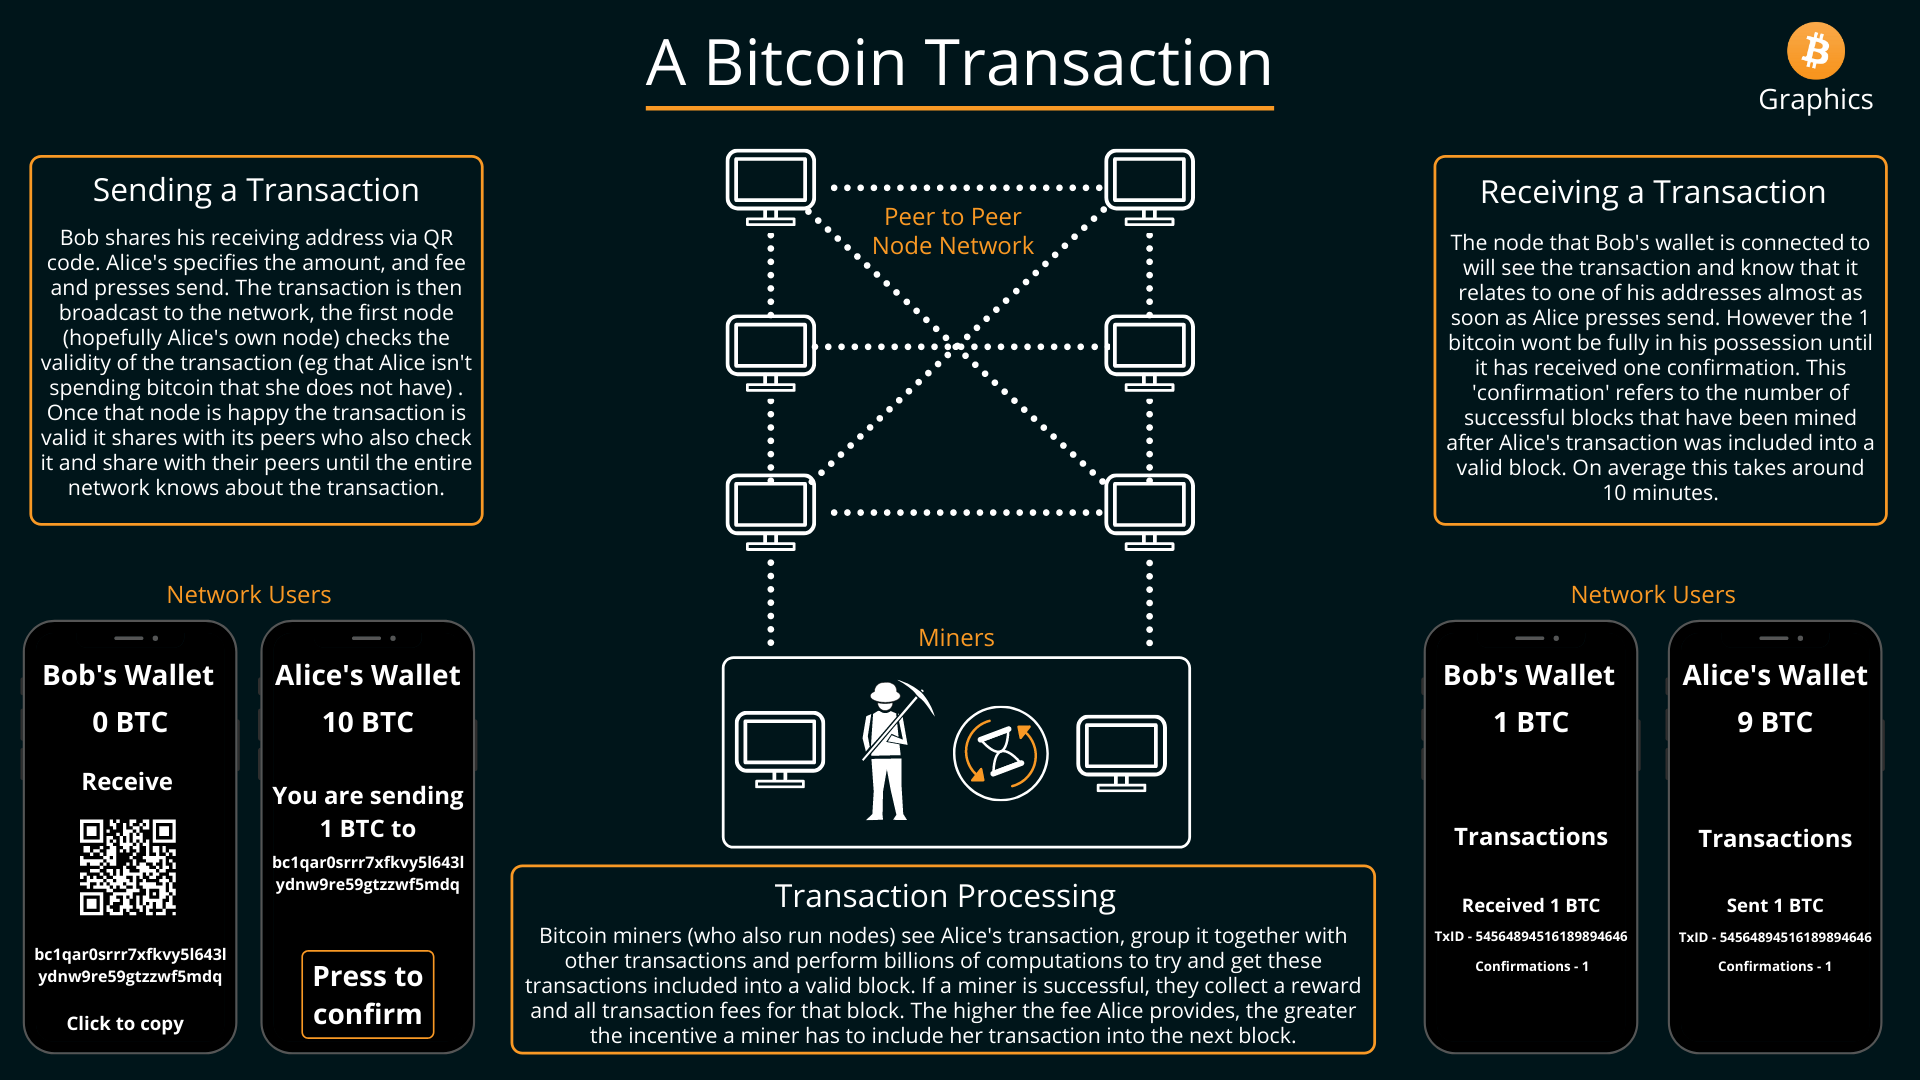 A Bitcoin Transaction
Graphics
Sending a Transaction
Bob shares his receiving address via QR
code. Alice's specifies the amount, and fee
and presses send. The transaction is then
broadcast to the network, the first node
(hopefully Alice's own node) checks the
validity of the transaction (eg that Alice isn't
spending bitcoin that she does not have) .
Once that node is happy the transaction is
valid it shares with its peers who also check
it and share with their peers until the entire
network knows about the transaction.
Peer to Peer
Node Network
Receiving a Transaction
The node that Bob's wallet is connected to
will see the transaction and know that it
relates to one of his addresses almost as
soon as Alice presses send. However the 1
bitcoin wont be fully in his possession until
it has received one confirmation. This
'confirmation' refers to the number of
successful blocks that have been mined
after Alice's transaction was included into a
valid block. On average this takes around
10 minutes.
Network Users
Bob's Wallet
0 BTC
Receive
bc1qar0srrr7xfkvy5l643l
ydnw9re59gtzzwf5mdq
Click to copy
Alice's Wallet
10 BTC
You are sending
1 BTC to
bc1qar0srrr7xfkvy5l643l
ydnw9re59gtzzwf5mdq
Press to
confirm
Miners
Transaction Processing
Bitcoin miners (who also run nodes) see Alice's transaction, group it together with
other transactions and perform billions of computations to try and get these
transactions included into a valid block. If a miner is successful, they collect a reward
and all transaction fees for that block. The higher the fee Alice provides, the greater
the incentive a miner has to include her transaction into the next block.
Network Users
Bob's Wallet
1 BTC
Transactions
Received 1 BTC
TxID - 54564894516189894646
Confirmations - 1
Alice's Wallet
9 BTC
Transactions
Sent 1 BTC
TxID - 54564894516189894646
Confirmations - 1